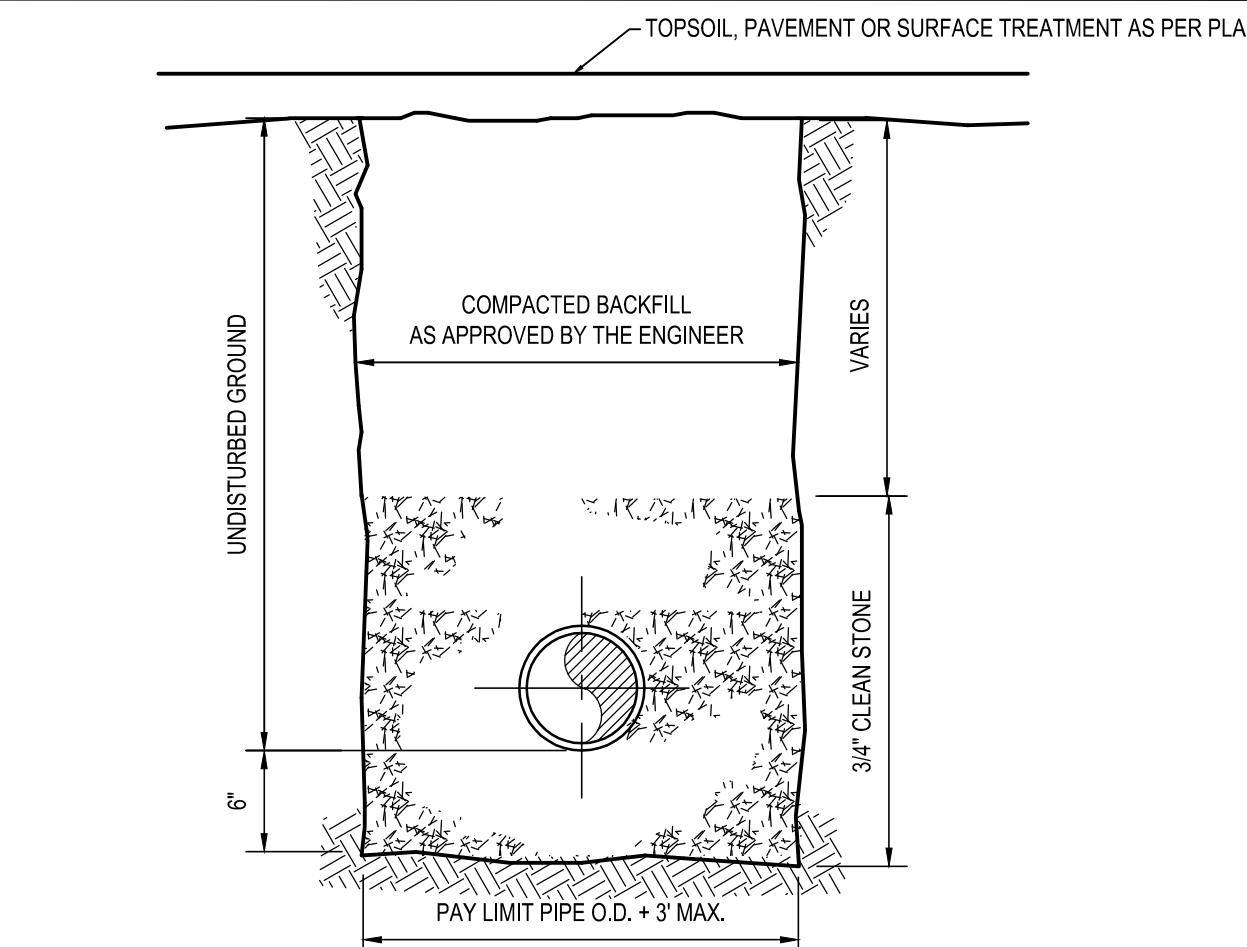 TOPSOIL, PAVEMENT OR SURFACE TREATMENT AS PER PLA
COMPACTED BACKFILL
AS APPROVED BY THE ENGINEER
UNDISTURBED GROUND
VARIES
3/4" CLEAN STONE
6"
PAY LIMIT PIPE O.D. + 3' MAX.